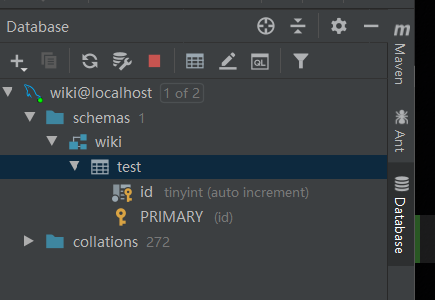 Database
QL
wiki@localhost 1 of 2
schemas 1
wiki
test
id tinyint (auto increment)
PRIMARY (id)
collations 272
m
Maven
Ant
Database